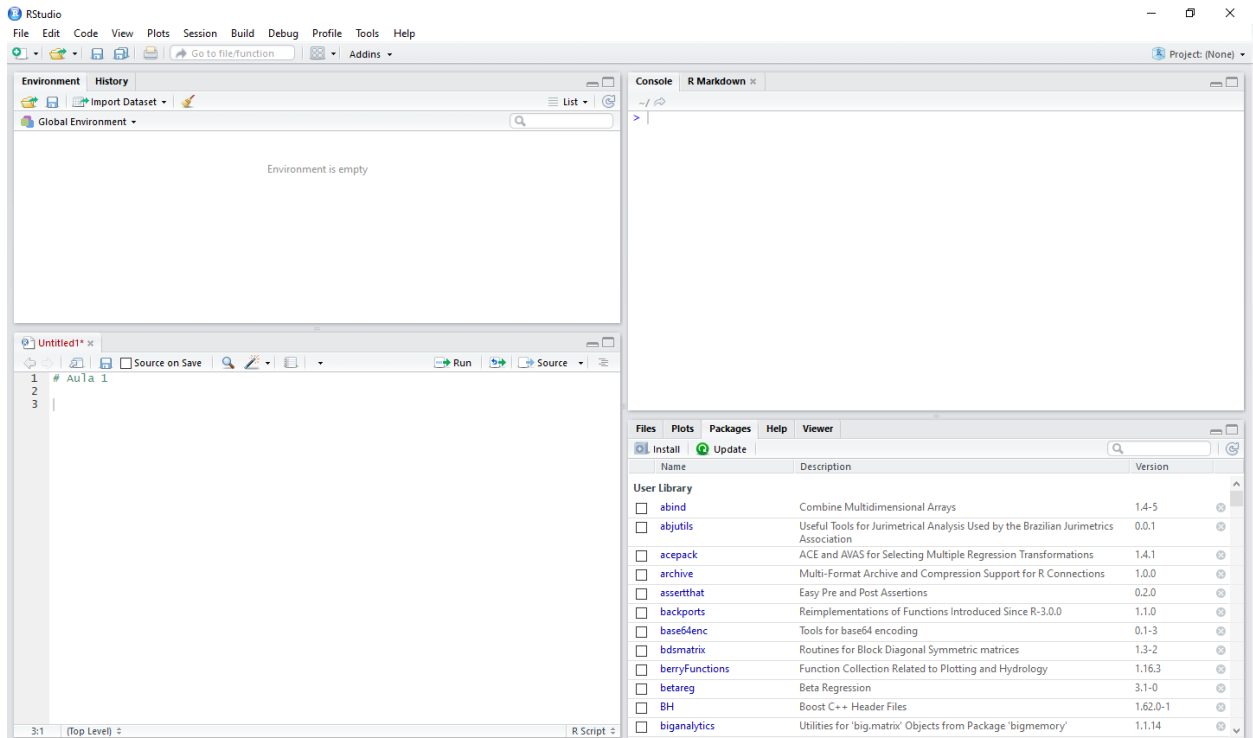 RStudio
File Edit Code View Plots Session Build Debug Profile Tools Help
Go to file/function Addins Project: (None)
Environment History
Import Dataset List
Global Environment
Environment is empty
Untitled1*
Source on Save Run Source
1 # Aula 1
2
3
3:1 (Top Level) R Script
Console R Markdown
~/
>
Files Plots Packages Help Viewer
Install Update
Name Description Version
User Library
abind Combine Multidimensional Arrays 1.4-5
abjutils Useful Tools for Jurimetrical Analysis Used by the Brazilian Jurimetrics 0.0.1
Association
acepack ACE and AVAS for Selecting Multiple Regression Transformations 1.4.1
archive Multi-Format Archive and Compression Support for R Connections 1.0.0
assertthat Easy Pre and Post Assertions 0.2.0
backports Reimplementations of Functions Introduced Since R-3.0.0 1.1.0
base64enc Tools for base64 encoding 0.1-3
bdsmatrix Routines for Block Diagonal Symmetric matrices 1.3-2
berryFunctions Function Collection Related to Plotting and Hydrology 1.16.3
betareg Beta Regression 3.1-0
BH Boost C++ Header Files 1.62.0-1
biganalytics Utilities for 'big.matrix' Objects from Package 'bigmemory' 1.1.14